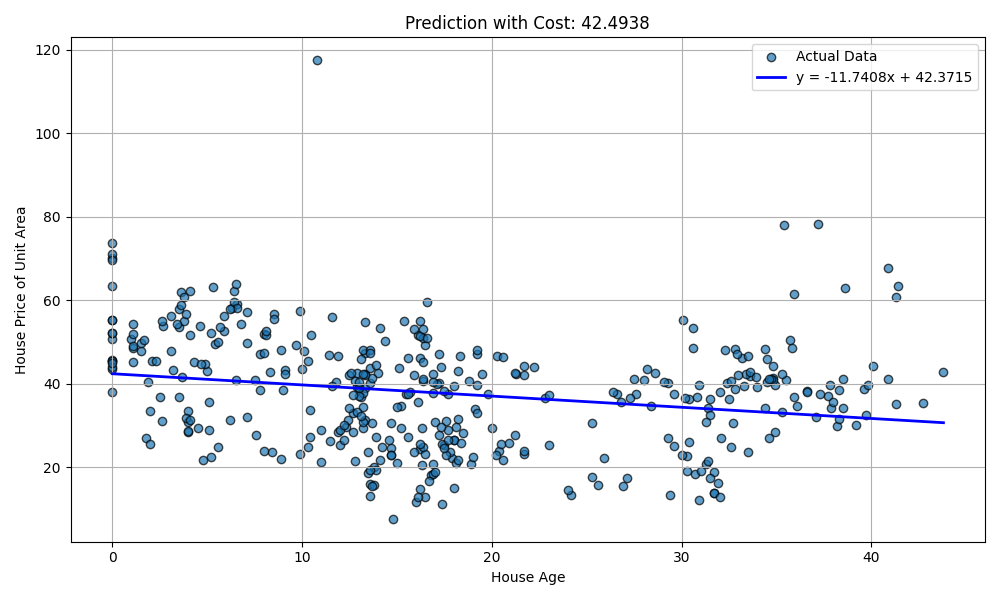 Prediction with Cost: 42.4938
Actual Data
y = -11.7408x + 42.3715
House Price of Unit Area
120
100
80
60
40
20
0 10 20 30 40
House Age